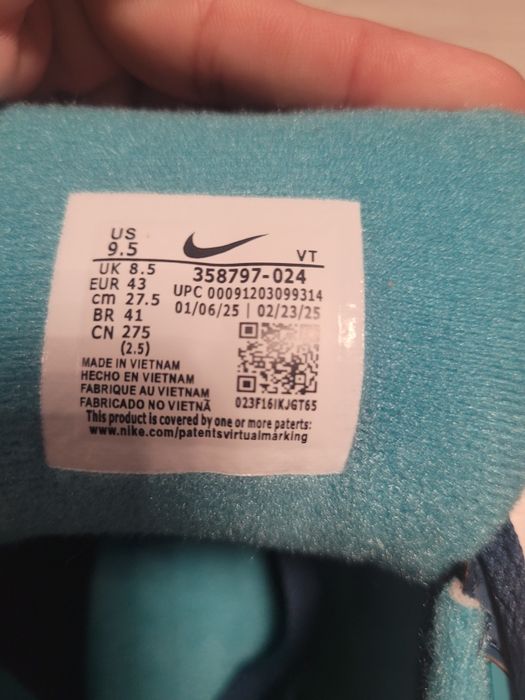 US
9.5
VT
UK 8.5
EUR 43
cm 27.5
BR 41
CN 275
(2.5)
358797-024
UPC 00091203099314
01/06/25 | 02/23/25
023F16IKJGT65
MADE IN VIETNAM
HECHO EN VIETNAM
FABRIQUE AU VIETNAM
FABRICADO NO VIETNÃ
This product is covered by one or more paterts:
www.nike.com/patentsvirtualmarking